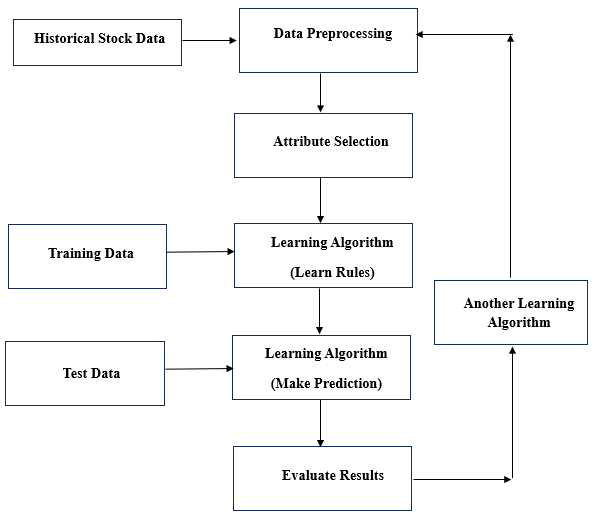 Historical Stock Data
Data Preprocessing
Attribute Selection
Training Data
Learning Algorithm
(Learn Rules)
Another Learning
Algorithm
Test Data
Learning Algorithm
(Make Prediction)
Evaluate Results